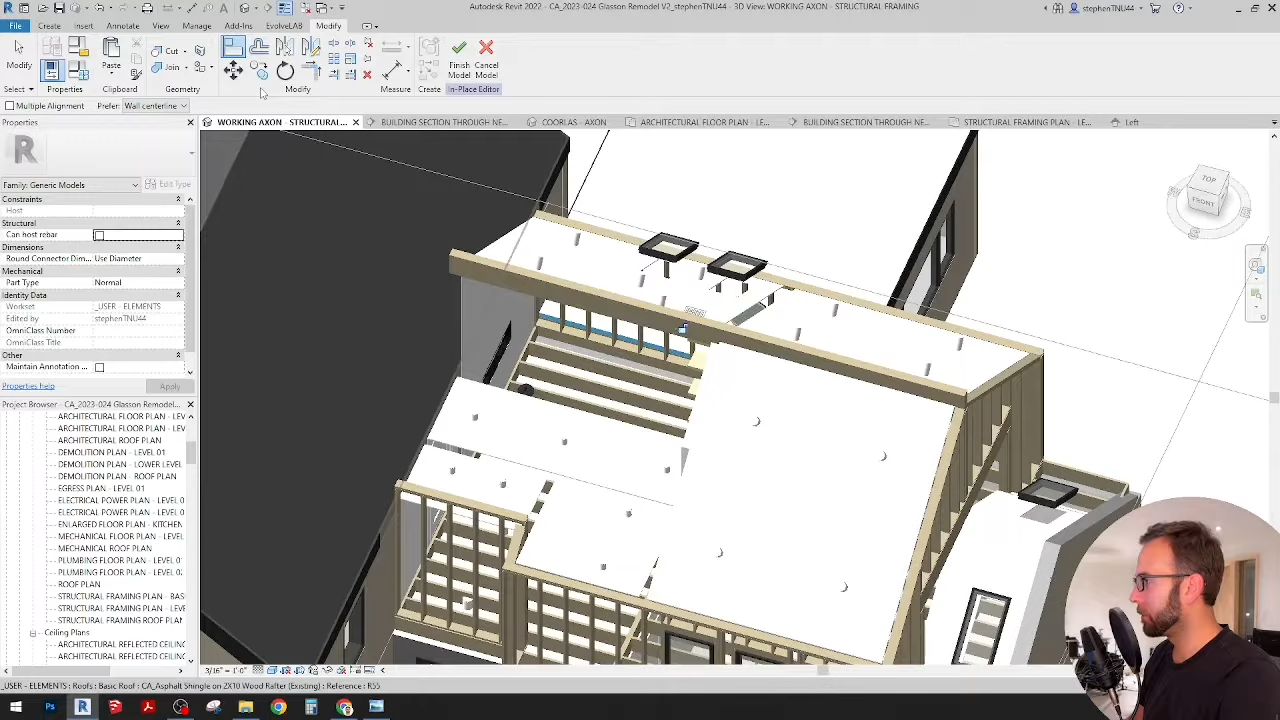 Autodesk Revit 2022 - CA_2023-024 Glasson Remodel V2_stephenTNU44 - 3D View: WORKING AXON - STRUCTURAL FRAMING
stephenTNU44
File Create Insert Annotate View Manage Add-Ins EvolveLAB Modify
Modify Paste Cut Join Finish Model Cancel Model
Select Properties Clipboard Geometry Modify Measure Create In-Place Editor
Multiple Alignment Prefer: Wall centerline
Properties
WORKING AXON - STRUCTURAL... BUILDING SECTION THROUGH NE... COORLAS - AXON ARCHITECTURAL FLOOR PLAN - LE... BUILDING SECTION THROUGH NE... STRUCTURAL FRAMING PLAN - LE... Left
Family: Generic Models Edit Type
Constraints
Host
Structural
Can host rebar
Dimensions
Round Connector Dim... Use Diameter
Mechanical
Part Type Normal
Identity Data
Workset _USER - ELEMENTS
Edited by stephenTNU44
OmniClass Number
OmniClass Title
Other
Maintain Annotation ...
Properties help Apply
Project Browser - CA_2023-024 Glasson Remodel...
ARCHITECTURAL FLOOR PLAN - LEV
ARCHITECTURAL FLOOR PLAN - LEV
ARCHITECTURAL ROOF PLAN
DEMOLITION PLAN - LEVEL 01
DEMOLITION PLAN - LOWER LEVEL
DEMOLITION PLAN - ROOF PLAN
EGRESS PLAN - LEVEL 01
ELECTRICAL POWER PLAN - LEVEL 0
ELECTRICAL POWER PLAN - LEVEL 0
ENLARGED FLOOR PLAN - KITCHEN
MECHANICAL FLOOR PLAN - LEVEL
MECHANICAL ROOF PLAN
PLUMBING FLOOR PLAN - LEVEL 01
PLUMBING FLOOR PLAN - LEVEL 02
ROOF PLAN
STRUCTURAL FRAMING PLAN - BAS
STRUCTURAL FRAMING PLAN - LEVE
STRUCTURAL FRAMING ROOF PLAN
Ceiling Plans
ARCHITECTURAL REFLECTED CEILING
ARCHITECTURAL REFLECTED CEILING
TOP
FRONT
3/16" = 1'-0"
_USER - ELEMENTS : Roofs : Basic Roof : CA_Asphalt Shingle on 2X10 Wood Rafter (Existing) : Reference : R55